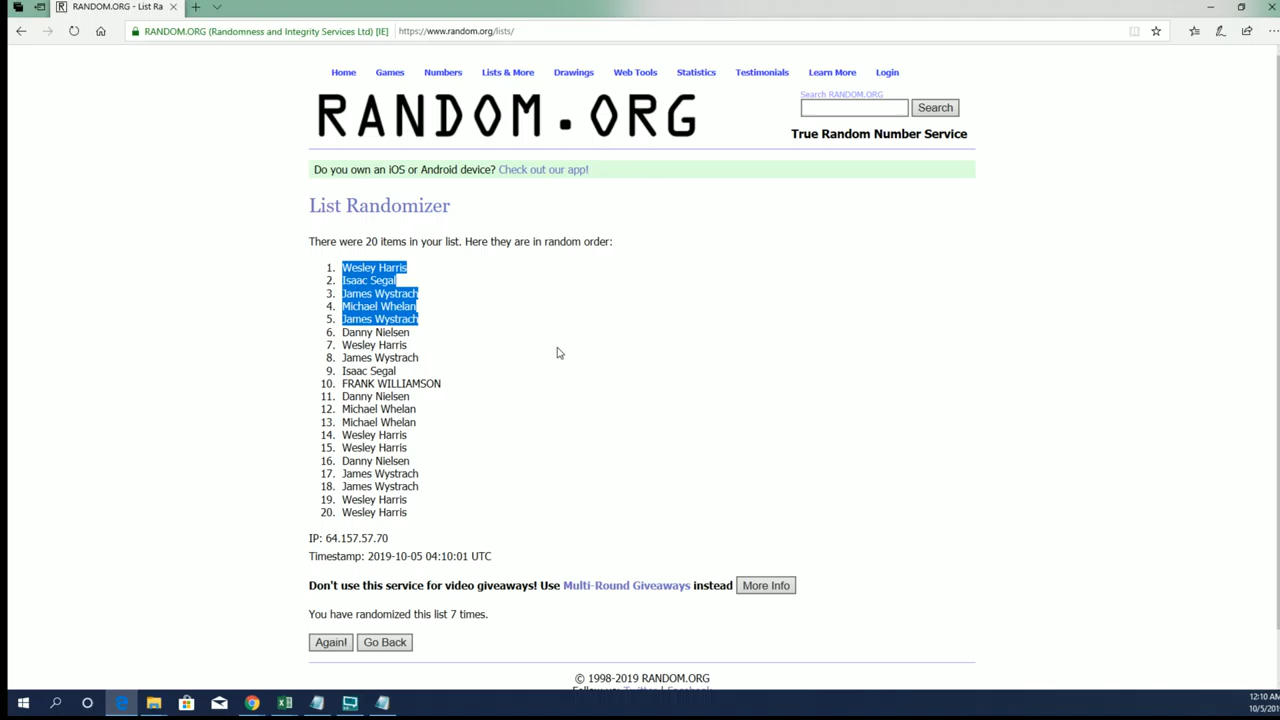 RANDOM.ORG - List Ra
RANDOM.ORG (Randomness and Integrity Services Ltd) [IE]
https://www.random.org/lists/
Home Games Numbers Lists & More Drawings Web Tools Statistics Testimonials Learn More Login
Search RANDOM.ORG
RANDOM.ORG
Search
True Random Number Service
Do you own an iOS or Android device? Check out our app!
List Randomizer
There were 20 items in your list. Here they are in random order:
1. Wesley Harris
2. Isaac Segal
3. James Wystrach
4. Michael Whelan
5. James Wystrach
6. Danny Nielsen
7. Wesley Harris
8. James Wystrach
9. Isaac Segal
10. FRANK WILLIAMSON
11. Danny Nielsen
12. Michael Whelan
13. Michael Whelan
14. Wesley Harris
15. Wesley Harris
16. Danny Nielsen
17. James Wystrach
18. James Wystrach
19. Wesley Harris
20. Wesley Harris
IP: 64.157.57.70
Timestamp: 2019-10-05 04:10:01 UTC
Don't use this service for video giveaways! Use Multi-Round Giveaways instead More Info
You have randomized this list 7 times.
Again! Go Back
© 1998-2019 RANDOM.ORG
Follow us: Twitter | Facebook
12:10 AM
10/5/20